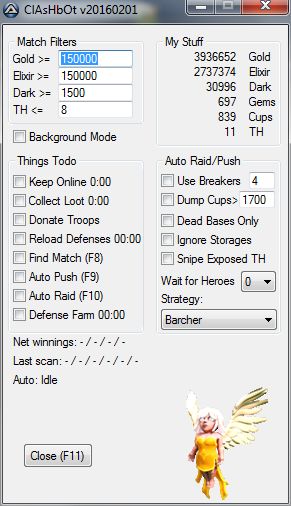 ClAsHbOt v20160201
Match Filters
Gold >= 150000
Elixir >= 150000
Dark >= 1500
TH <= 8
Background Mode
My Stuff
3936652 Gold
2737374 Elixir
30996 Dark
697 Gems
839 Cups
11 TH
Things Todo
Keep Online 0:00
Collect Loot 0:00
Donate Troops
Reload Defenses 00:00
Find Match (F8)
Auto Push (F9)
Auto Raid (F10)
Defense Farm 00:00
Auto Raid/Push
Use Breakers 4
Dump Cups> 1700
Dead Bases Only
Ignore Storages
Snipe Exposed TH
Wait for Heroes 0
Strategy:
Barcher
Net winnings: - / - / - / -
Last scan: - / - / - / - / -
Auto: Idle
Close (F11)